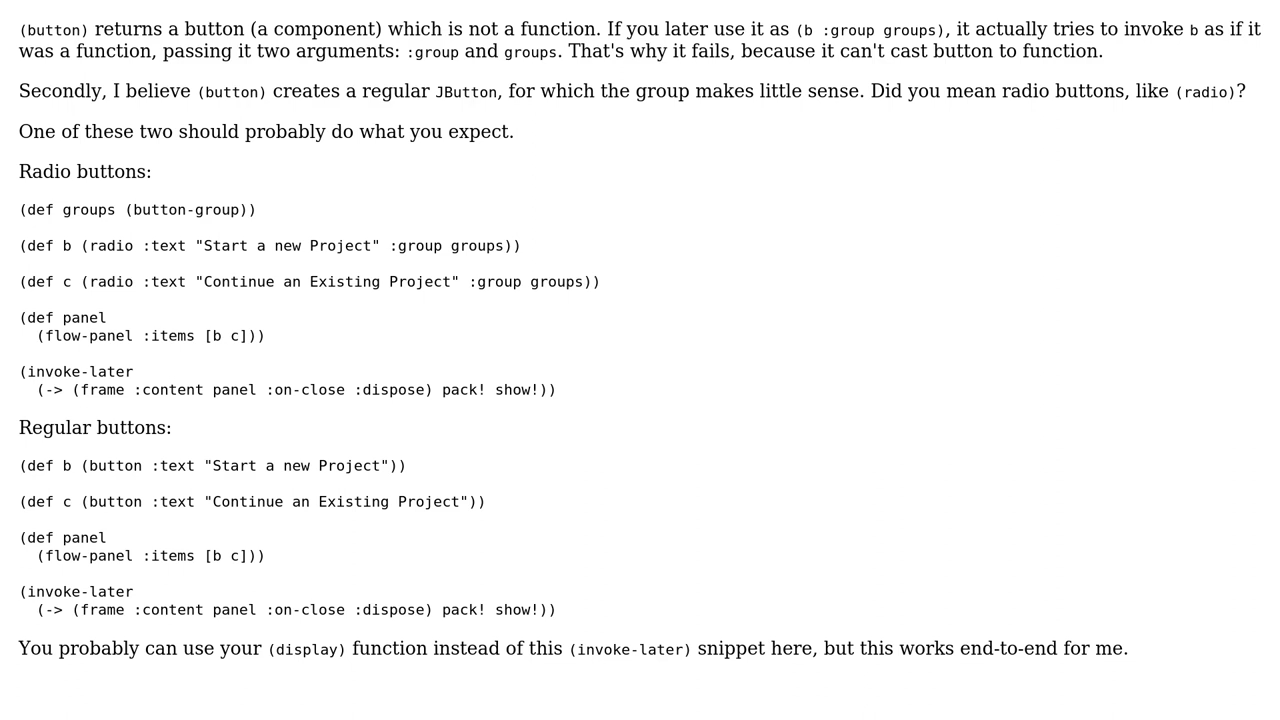 (button) returns a button (a component) which is not a function. If you later use it as (b :group groups), it actually tries to invoke b as if it
was a function, passing it two arguments: :group and groups. That's why it fails, because it can't cast button to function.
Secondly, I believe (button) creates a regular JButton, for which the group makes little sense. Did you mean radio buttons, like (radio)?
One of these two should probably do what you expect.
Radio buttons:
(def groups (button-group))
(def b (radio :text "Start a new Project" :group groups))
(def c (radio :text "Continue an Existing Project" :group groups))
(def panel
  (flow-panel :items [b c]))
(invoke-later
  (-> (frame :content panel :on-close :dispose) pack! show!))
Regular buttons:
(def b (button :text "Start a new Project"))
(def c (button :text "Continue an Existing Project"))
(def panel
  (flow-panel :items [b c]))
(invoke-later
  (-> (frame :content panel :on-close :dispose) pack! show!))
You probably can use your (display) function instead of this (invoke-later) snippet here, but this works end-to-end for me.